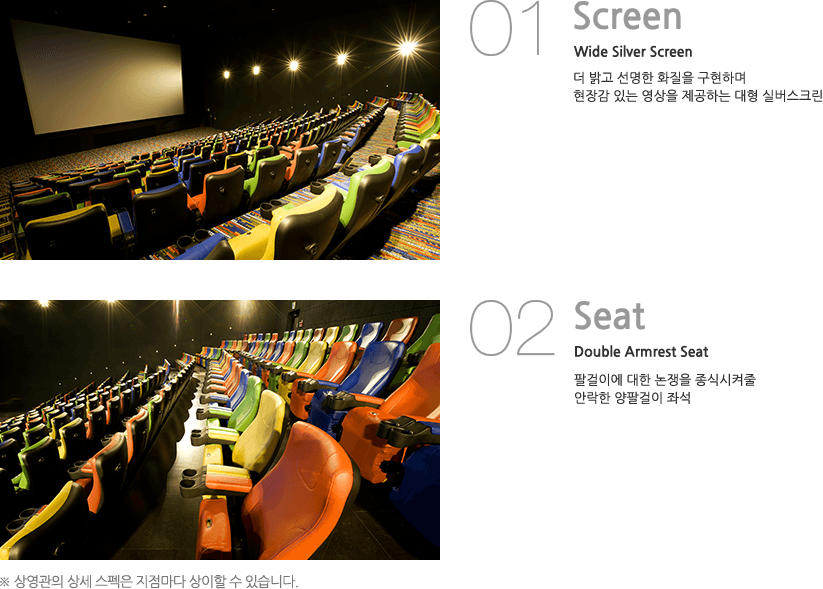 01 Screen
Wide Silver Screen
더 밝고 선명한 화질을 구현하며
현장감 있는 영상을 제공하는 대형 실버스크린
02 Seat
Double Armrest Seat
팔걸이에 대한 논쟁을 종식시켜줄
안락한 양팔걸이 좌석
※ 상영관의 상세 스펙은 지점마다 상이할 수 있습니다.